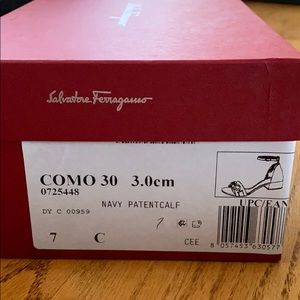 Salvatore Ferragamo
COMO 30 3.0cm
0725448
NAVY PATENTCALF
DY C 00959
UPC/EAN
7 C
CEE
8 057453 630577